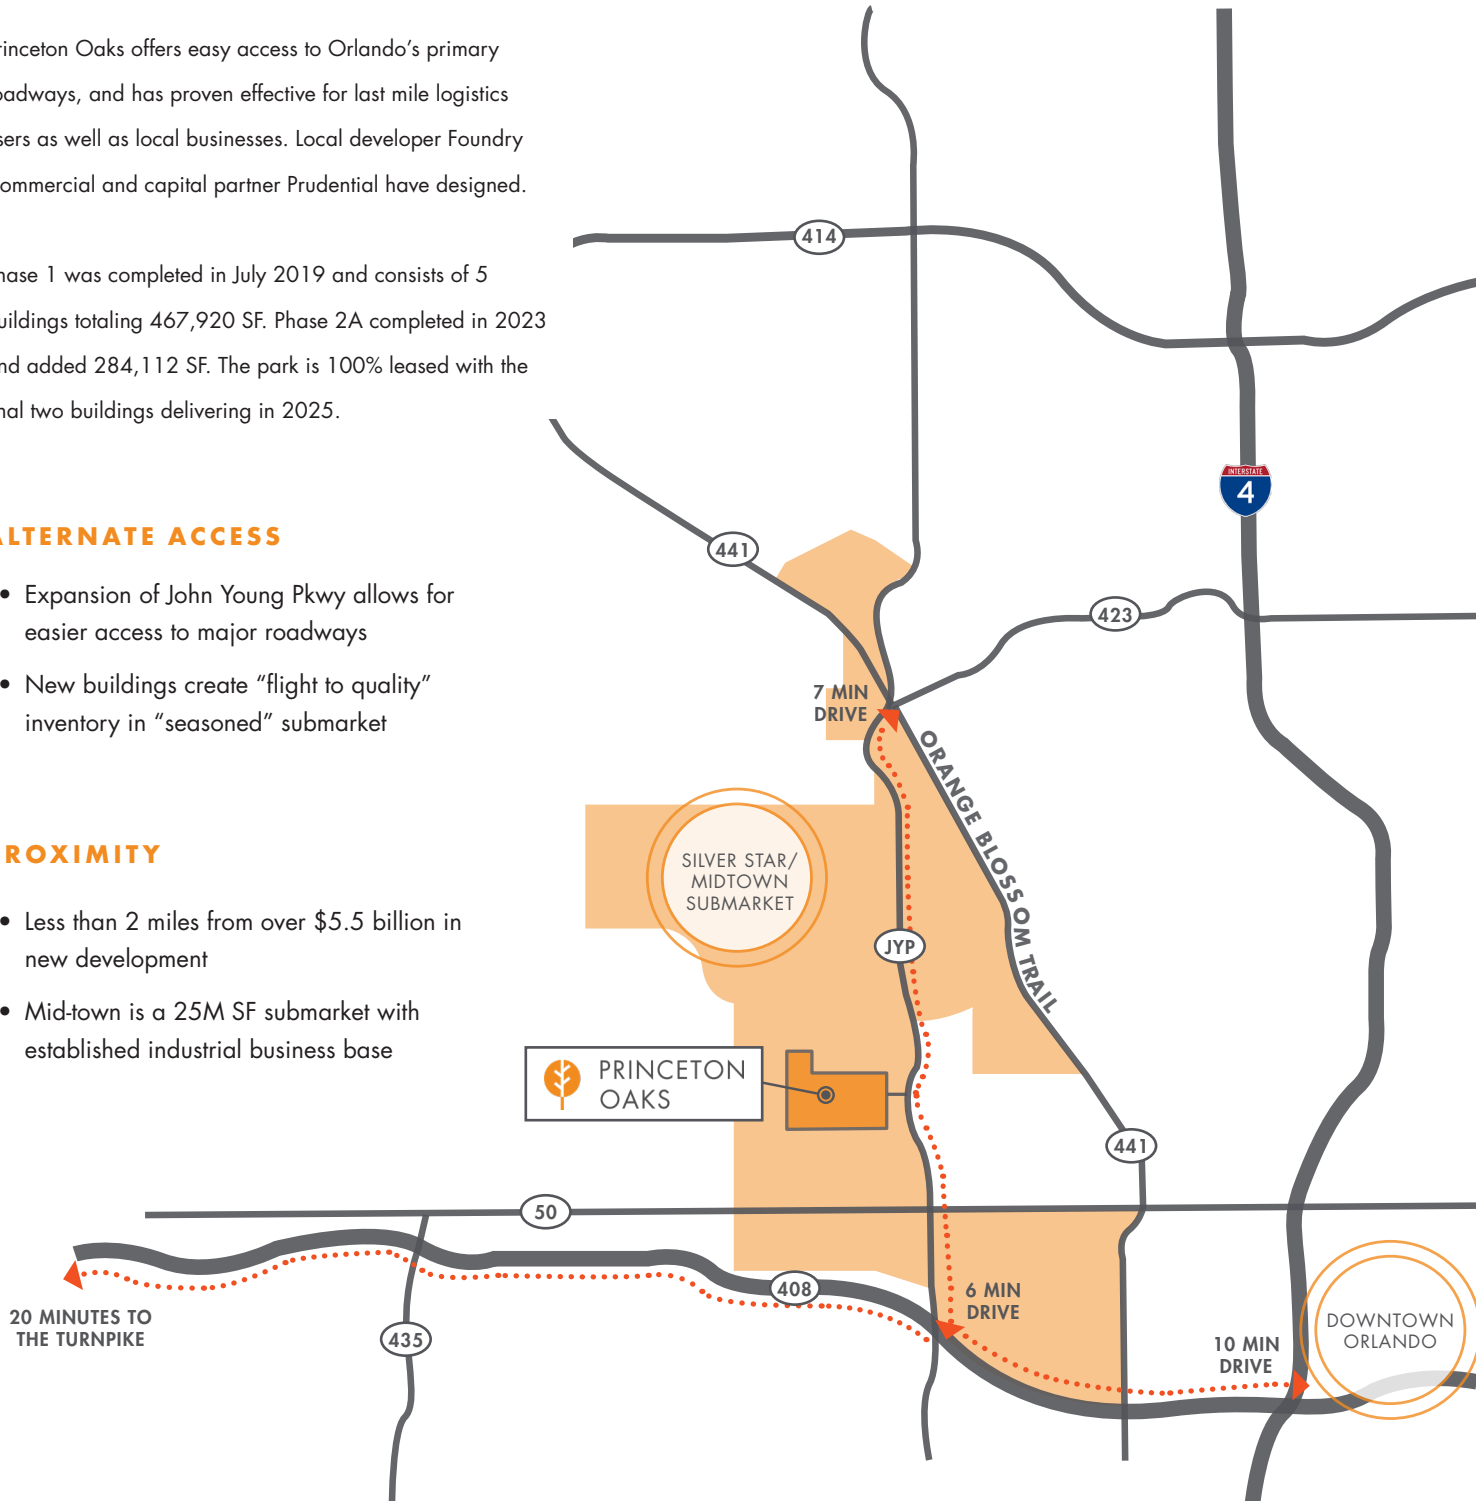 rinceton Oaks offers easy access to Orlando’s primary
oadways, and has proven effective for last mile logistics
sers as well as local businesses. Local developer Foundry
ommercial and capital partner Prudential have designed.
hase 1 was completed in July 2019 and consists of 5
uildings totaling 467,920 SF. Phase 2A completed in 2023
nd added 284,112 SF. The park is 100% leased with the
nal two buildings delivering in 2025.
ALTERNATE ACCESS
• Expansion of John Young Pkwy allows for
easier access to major roadways
• New buildings create “flight to quality”
inventory in “seasoned” submarket
ROXIMITY
• Less than 2 miles from over $5.5 billion in
new development
• Mid-town is a 25M SF submarket with
established industrial business base
414
INTERSTATE
4
441
423
7 MIN
DRIVE
ORANGE BLOSSOM TRAIL
SILVER STAR/
MIDTOWN
SUBMARKET
JYP
PRINCETON
OAKS
441
50
408
6 MIN
DRIVE
20 MINUTES TO
THE TURNPIKE
435
10 MIN
DRIVE
DOWNTOWN
ORLANDO